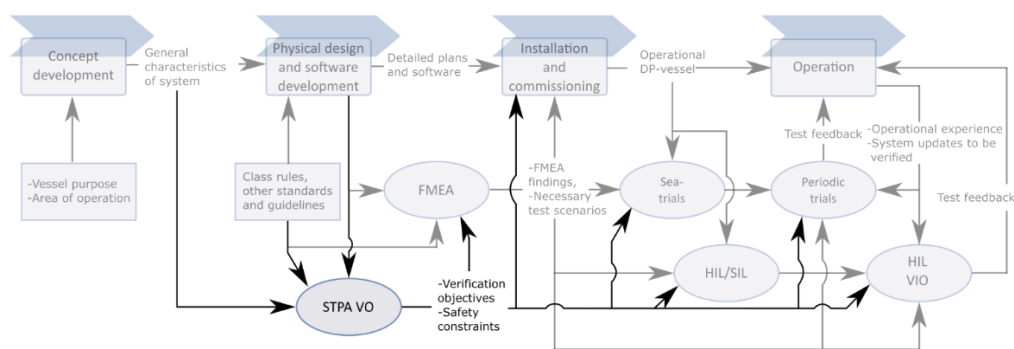 Concept
development
General
characteristics
of system
Physical design
and software
development
Detailed plans
and software
Installation
and
commissioning
Operational
DP-vessel
Operation
-Vessel purpose
-Area of operation
Class rules,
other standards
and guidelines
FMEA
-FMEA
findings,
-Necessary
test scenarios
Sea-
trials
Test feedback
-Operational experience
-System updates to be
verified
Periodic
trials
Test feedback
HIL/SIL
HIL
VIO
STPA VO
-Verification
objectives
-Safety
constraints